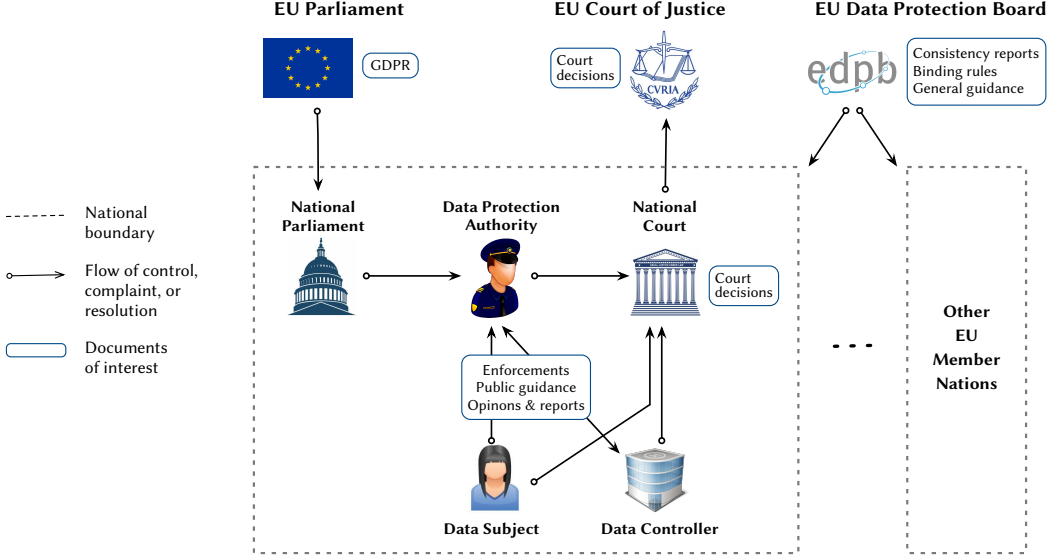 EU Parliament
EU Court of Justice
EU Data Protection Board
GDPR
Court
decisions
CVRIA
edpb
Consistency reports
Binding rules
General guidance
National
boundary
Flow of control,
complaint, or
resolution
Documents
of interest
National
Parliament
Data Protection
Authority
National
Court
Court
decisions
Enforcements
Public guidance
Opinons & reports
Data Subject
Data Controller
Other
EU
Member
Nations